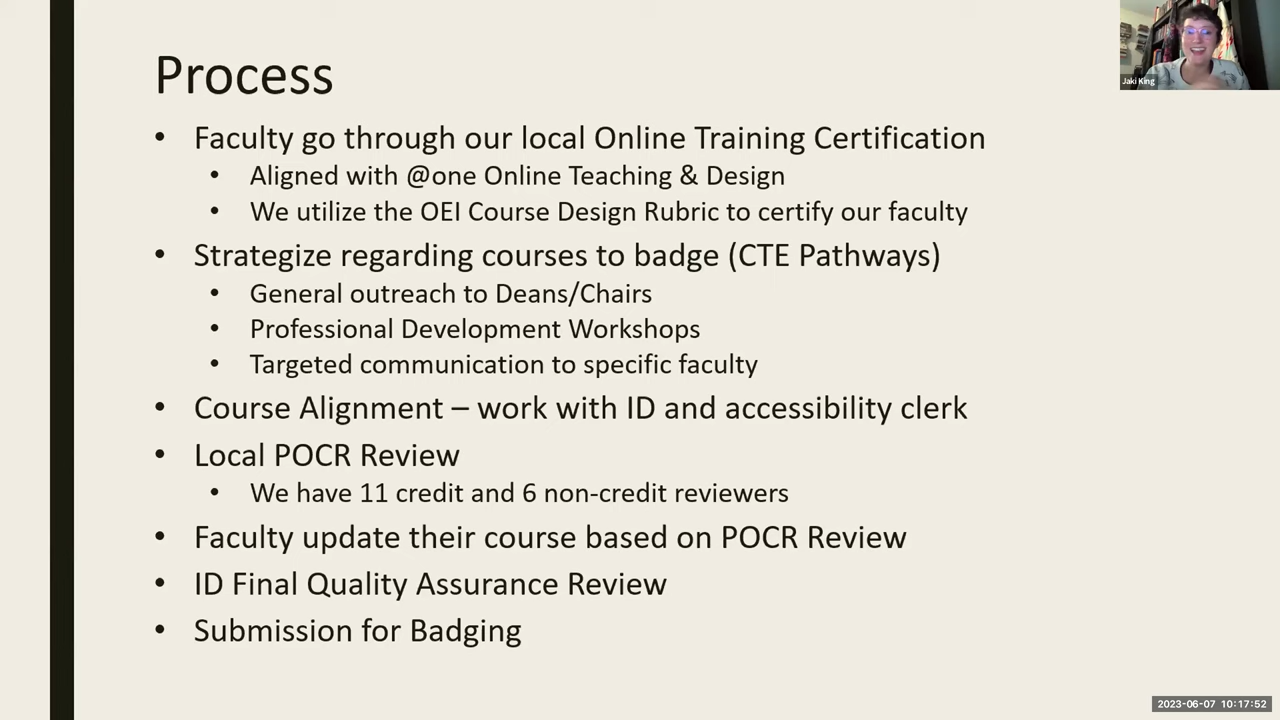 Process
• Faculty go through our local Online Training Certification
• Aligned with @one Online Teaching & Design
• We utilize the OEI Course Design Rubric to certify our faculty
• Strategize regarding courses to badge (CTE Pathways)
• General outreach to Deans/Chairs
• Professional Development Workshops
• Targeted communication to specific faculty
• Course Alignment – work with ID and accessibility clerk
• Local POCR Review
• We have 11 credit and 6 non-credit reviewers
• Faculty update their course based on POCR Review
• ID Final Quality Assurance Review
• Submission for Badging
Jaki King
2023-06-07 10:17:52